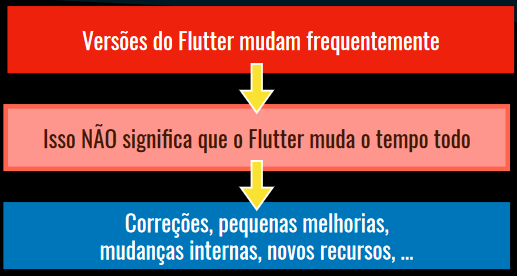 Versões do Flutter mudam frequentemente
Isso NÃO significa que o Flutter muda o tempo todo
Correções, pequenas melhorias,
mudanças internas, novos recursos, ...